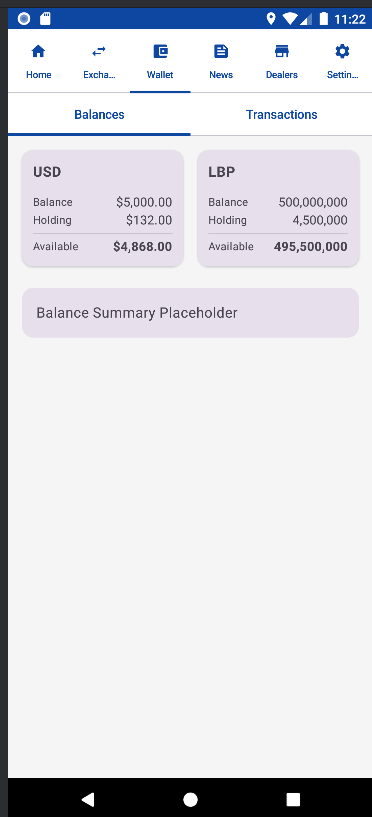 11:22
Home Excha... Wallet News Dealers Settin...
Balances Transactions
USD
Balance $5,000.00
Holding $132.00
Available $4,868.00
LBP
Balance 500,000,000
Holding 4,500,000
Available 495,500,000
Balance Summary Placeholder